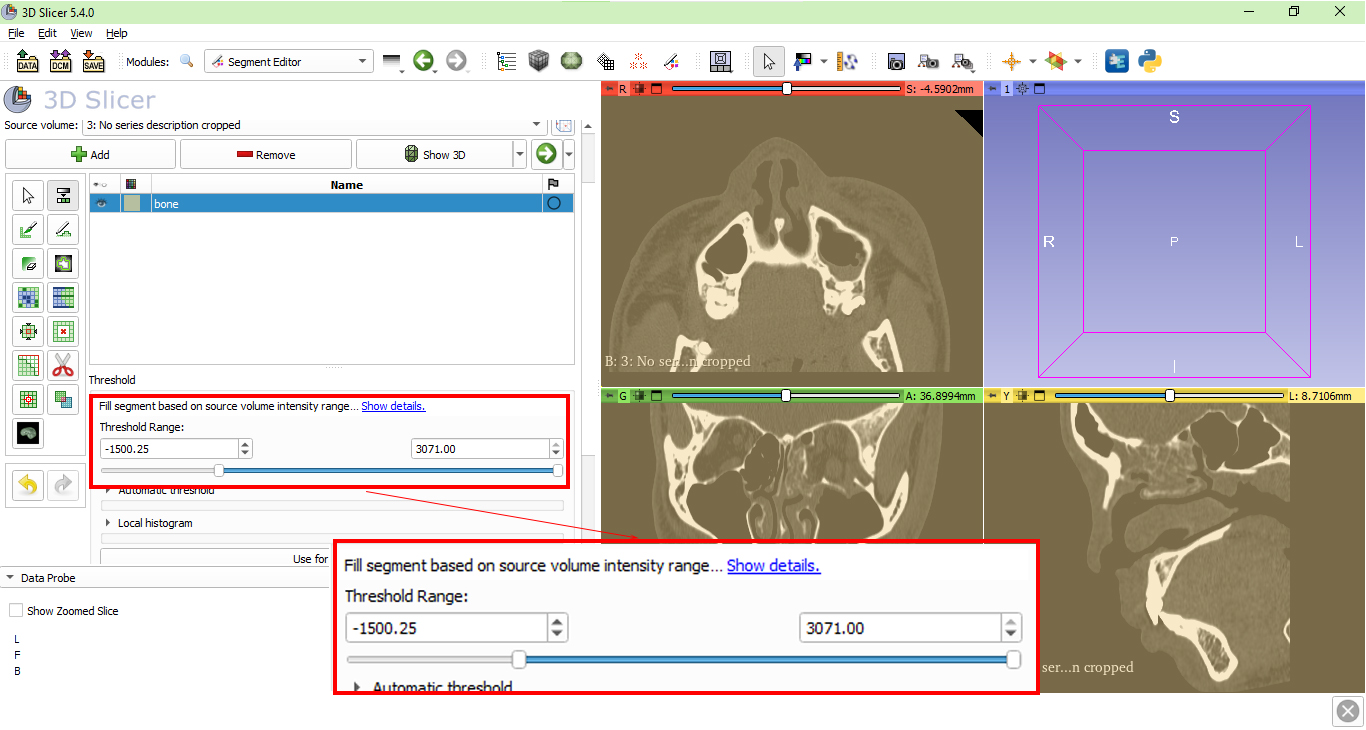 3D Slicer 5.4.0
File Edit View Help
DATA DCM SAVE Modules: Segment Editor
3D Slicer
Source volume: 3: No series description cropped
Add Remove Show 3D
Name
bone
Threshold
Fill segment based on source volume intensity range... Show details.
Threshold Range:
-1500.25 3071.00
Automatic threshold
Local histogram
Use for
Data Probe
Show Zoomed Slice
L
F
B
R S: -4.5902mm
B: 3: No ser...n cropped
1
S
R P L
I
G A: 36.8994mm
Y L: 8.7106mm
ser...n cropped
Fill segment based on source volume intensity range... Show details.
Threshold Range:
-1500.25 3071.00
Automatic threshold